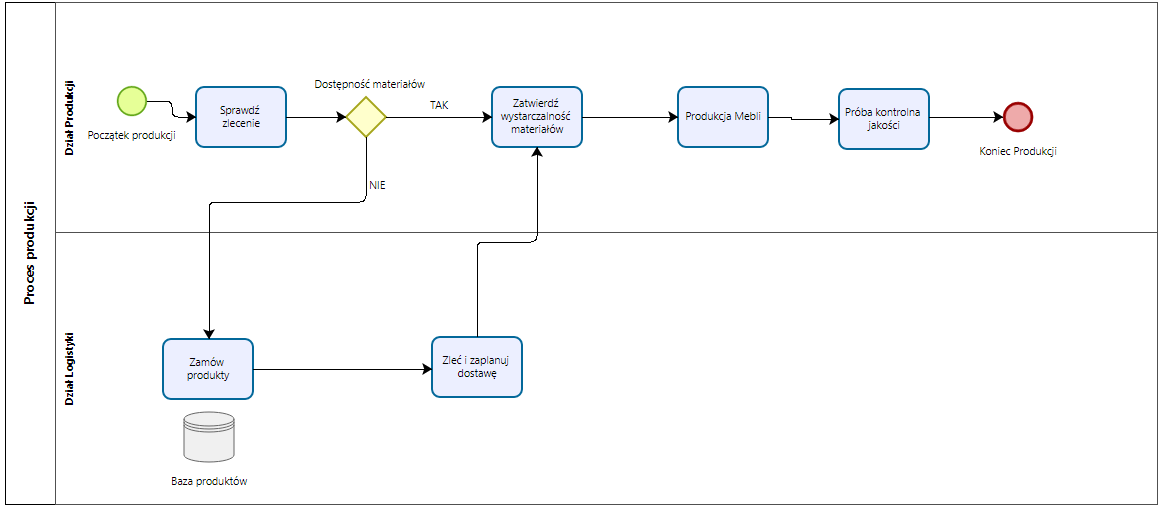 Proces produkcji
Dział Produkcji
Początek produkcji
Sprawdź
zlecenie
Dostępność materiałów
TAK
NIE
Zatwierdź
wystarczalność
materiałów
Produkcja Mebli
Próba kontrolna
jakości
Koniec Produkcji
Dział Logistyki
Zamów
produkty
Baza produktów
Zleć i zaplanuj
dostawę